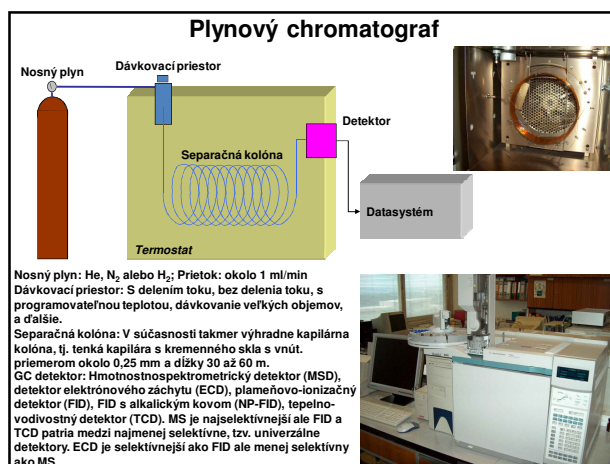 Plynový chromatograf
Nosný plyn
Dávkovací priestor
Detektor
Separačná kolóna
Datasystém
Termostat
Nosný plyn: He, N2 alebo H2; Prietok: okolo 1 ml/min
Dávkovací priestor: S delením toku, bez delenia toku, s
programovateľnou teplotou, dávkovanie veľkých objemov,
a ďalšie.
Separačná kolóna: V súčasnosti takmer výhradne kapilárna
kolóna, tj. tenká kapilára s kremenného skla s vnút.
priemerom okolo 0,25 mm a dĺžky 30 až 60 m.
GC detektor: Hmotnostnospektrometrický detektor (MSD),
detektor elektrónového záchytu (ECD), plameňovo-ionizačný
detektor (FID), FID s alkalickým kovom (NP-FID), tepelno-
vodivostný detektor (TCD). MS je najselektívnejší ale FID a
TCD patria medzi najmenej selektívne, tzv. univerzálne
detektory. ECD je selektívnejší ako FID ale menej selektívny
ako MS.